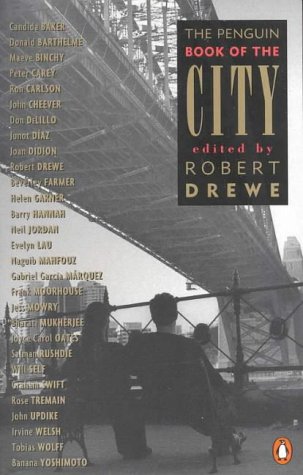 Candida BAKER
Donald BARTHELME
Maeve BINCHY
Peter CAREY
Ron CARLSON
John CHEEVER
Don DeLILLO
Junot DÍAZ
Joan DIDION
Robert DREWE
Beverley FARMER
Helen GARNER
Barry HANNAH
Neil JORDAN
Evelyn LAU
Naguib MAHFOUZ
Gabriel García MÁRQUEZ
Frank MOORHOUSE
Jess MOWRY
Bharati MUKHERJEE
Joyce Carol OATES
Salman RUSHDIE
Will SELF
Graham SWIFT
Rose TREMAIN
John UPDIKE
Irvine WELSH
Tobias WOLFF
Banana YOSHIMOTO
THE PENGUIN
BOOK OF THE
CITY
edited by
ROBERT
DREWE